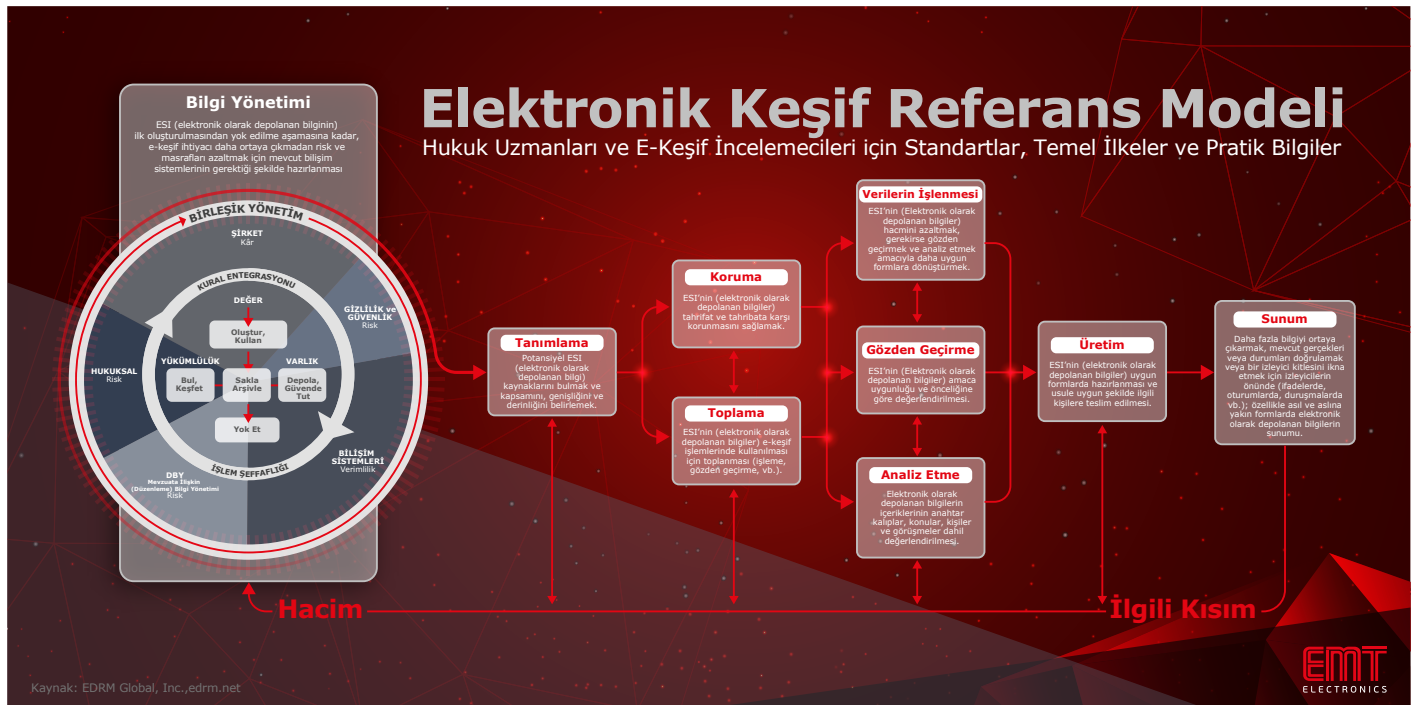 Elektronik Keşif Referans Modeli
Hukuk Uzmanları ve E-Keşif İncelemecileri için Standartlar, Temel İlkeler ve Pratik Bilgiler
Bilgi Yönetimi
ESI (elektronik olarak depolanan bilginin)
ilk oluşturulmasından yok edilme aşamasına kadar,
e-keşif ihtiyacı daha ortaya çıkmadan risk ve
masrafları azaltmak için mevcut bilişim
sistemlerinin gerektiği şekilde hazırlanması
BİRLEŞİK YÖNETİM
ŞİRKET
Kâr
KURAL ENTEGRASYONU
DEĞER
GİZLİLİK ve
GÜVENLİK
Risk
Oluştur,
Kullan
HUKUKSAL
Risk
YÜKÜMLÜLÜK
VARLIK
Bul,
Keşfet
Sakla
Arşivle
Depola,
Güvende
Tut
Yok Et
BİLİŞİM
SİSTEMLERİ
Verimlilik
İŞLEM ŞEFFAFLIĞI
DBY
Mevzuata İlişkin
(Düzenleme) Bilgi Yönetimi
Risk
Tanımlama
Potansiyel ESI
(elektronik olarak
depolanan bilgi)
kaynaklarını bulmak ve
kapsamını, genişliğini ve
derinliğini belirlemek.
Koruma
ESI’nin (elektronik olarak
depolanan bilgiler)
tahrifat ve tahribata karşı
korunmasını sağlamak.
Toplama
ESI’nin (elektronik olarak
depolanan bilgiler) e-keşif
işlemlerinde kullanılması
için toplanması (işleme,
gözden geçirme, vb.).
Verilerin İşlenmesi
ESI’nin (Elektronik olarak
depolanan bilgiler)
hacmini azaltmak,
gerekirse gözden
geçirmek ve analiz etmek
amacıyla daha uygun
formlara dönüştürmek.
Gözden Geçirme
ESI’nin (Elektronik olarak
depolanan bilgiler) amaca
uygunluğu ve önceliğine
göre değerlendirilmesi.
Analiz Etme
Elektronik olarak
depolanan bilgilerin
içeriklerinin anahtar
kalıplar, konular, kişiler
ve görüşmeler dahil
değerlendirilmesi.
Üretim
ESI’nin (elektronik olarak
depolanan bilgiler) uygun
formlarda hazırlanması ve
usule uygun şekilde ilgili
kişilere teslim edilmesi.
Sunum
Daha fazla bilgiyi ortaya
çıkarmak, mevcut gerçekleri
veya durumları doğrulamak
veya bir izleyici kitlesini ikna
etmek için izleyicilerin
önünde (ifadelerde,
oturumlarda, duruşmalarda
vb.); özellikle asıl ve aslına
yakın formlarda elektronik
olarak depolanan bilgilerin
sunumu.
Hacim
İlgili Kısım
Kaynak: EDRM Global, Inc.,edrm.net
EMT
ELECTRONICS